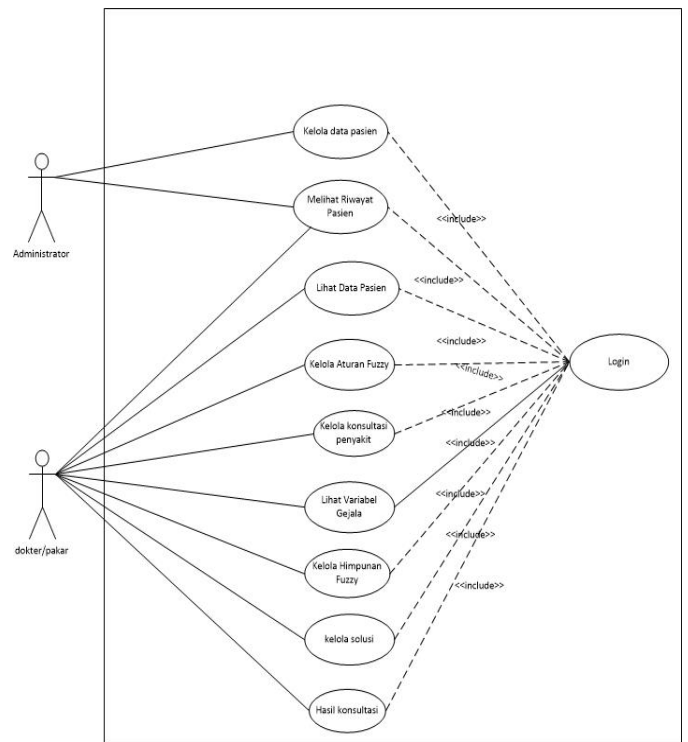 Kelola data pasien
Melihat Riwayat
Pasien
<<include>>
Administrator
Lihat Data Pasien
<<include>>
Kelola Aturan Fuzzy
<<include>>
Login
<<include>>
Kelola konsultasi
penyakit
<<include>>
<<include>>
Lihat Variabel
Gejala
<<include>>
dokter/pakar
<<include>>
Kelola Himpunan
Fuzzy
<<include>>
kelola solusi
Hasil konsultasi